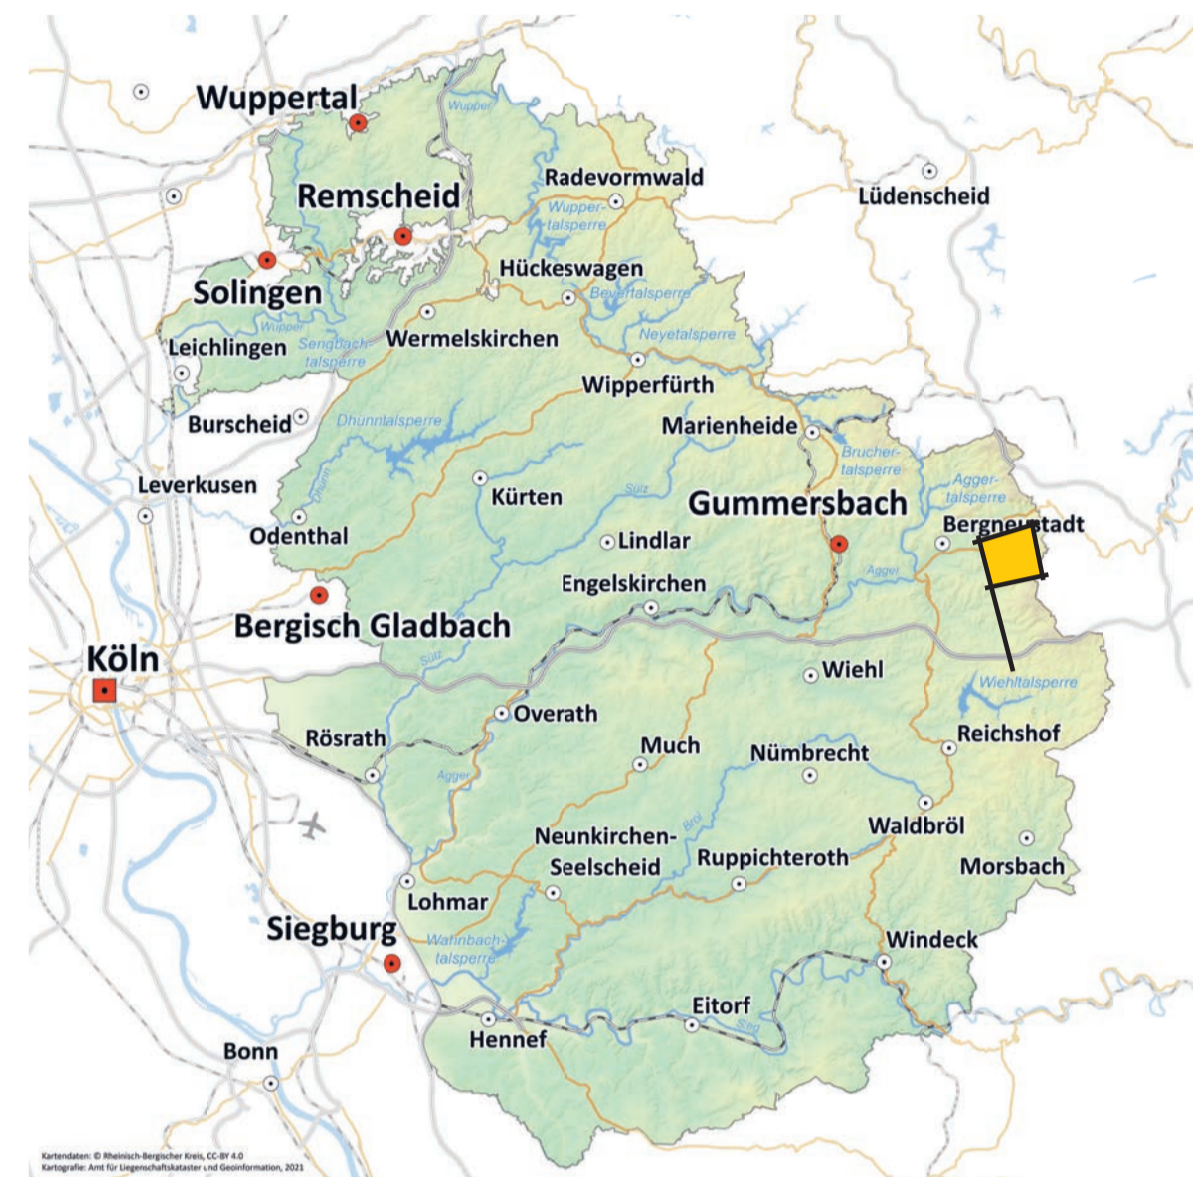 Wuppertal
Wupper
Remscheid
Radevormwald
Wupper-
talsperre
Lüdenscheid
Solingen
Hückeswagen
Bevertalsperre
Wupper
Leichlingen
Sengbach-
talsperre
Wermelskirchen
Neyetalsperre
Wipperfürth
Burscheid
Dhünntalsperre
Marienheide
Brucher-
talsperre
Leverkusen
Dhünn
Kürten
Sülz
Gummersbach
Agger-
talsperre
Bergneustadt
Odenthal
Lindlar
Engelskirchen
Agger
Bergisch Gladbach
Köln
Sülz
Wiehl
Wiehltalsperre
Overath
Rösrath
Much
Nümbrecht
Reichshof
Agger
Bröl
Waldbröl
Neunkirchen-
Seelscheid
Ruppichteroth
Morsbach
Lohmar
Siegburg
Wahnbach-
talsperre
Windeck
Eitorf
Sieg
Hennef
Bonn
Kartendaten: © Rheinisch-Bergischer Kreis, CC-BY 4.0
Kartografie: Amt für Liegenschaftskataster und Geoinformation, 2021